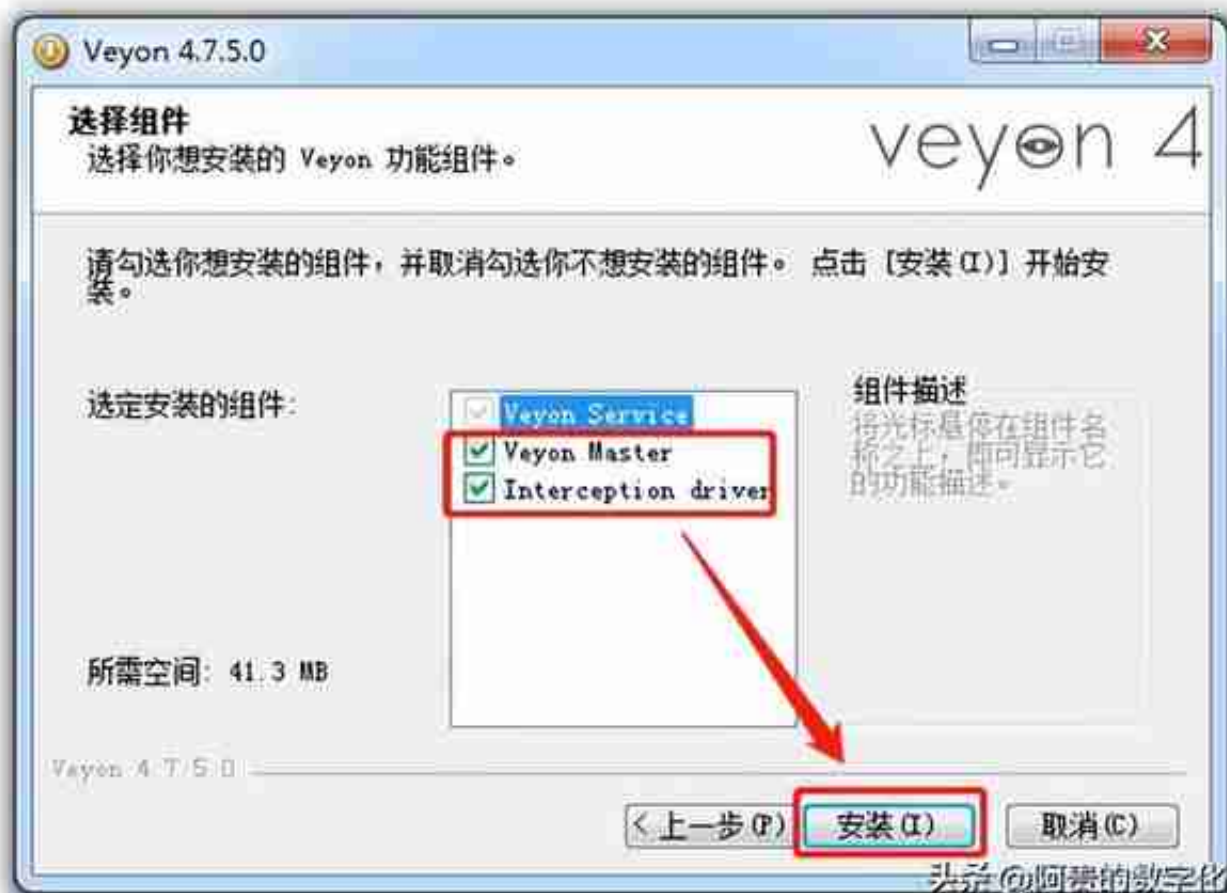 Veyon 4.7.5.0
选择组件
选择你想安装的 Veyon 功能组件。
veyon 4
请勾选你想安装的组件，并取消勾选你不想安装的组件。 点击 [安装(I)] 开始安
装。
选定安装的组件:
Veyon Service
Veyon Master
Interception driver
组件描述
将光标悬停在组件名
称之上，即可显示它
的功能描述。
所需空间: 41.3 MB
Veyon 4.7.5.0
< 上一步(P)
安装(I)
取消(C)
头条 @阿贵的数字化